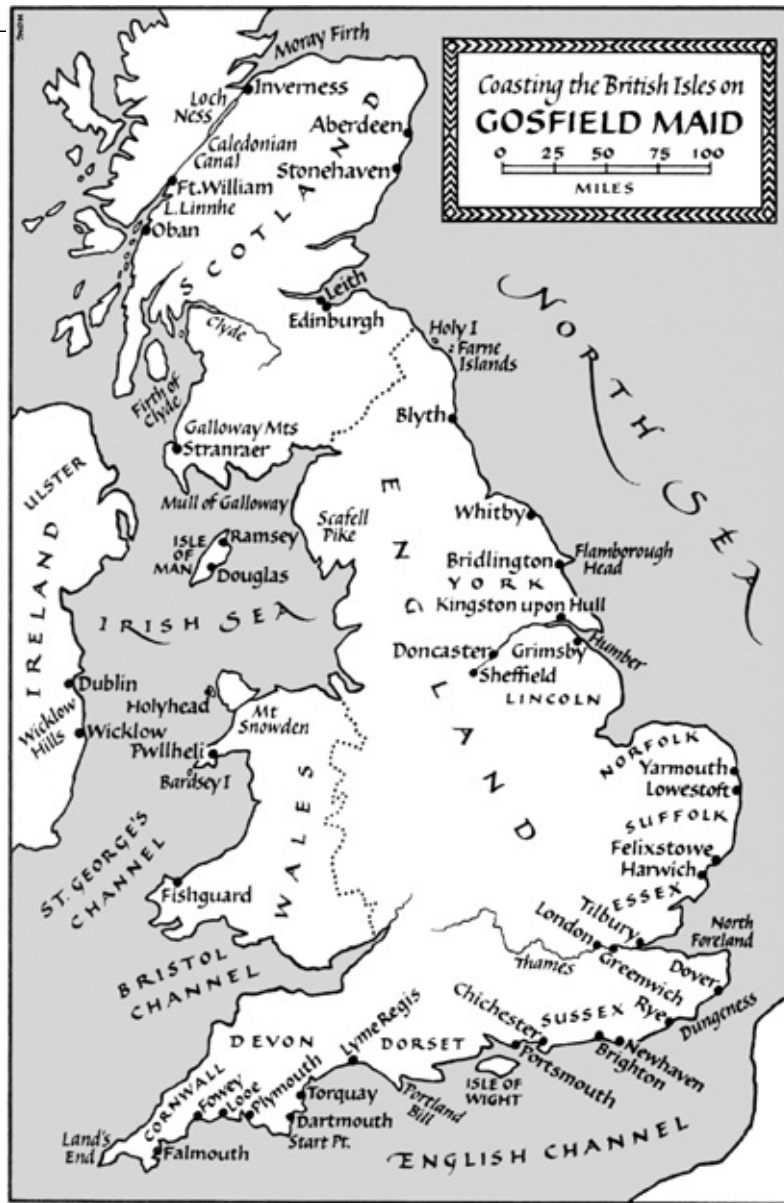 Coasting the British Isles on
GOSFIELD MAID
0 25 50 75 100
MILES
Moray Firth
Inverness
Loch
Ness
Aberdeen
Caledonian
Canal
Stonehaven
Ft. William
L. Linnhe
Oban
SCOTLAND
Leith
Edinburgh
Clyde
Holy I
Farne
Islands
NORTH SEA
Firth of
Clyde
Blyth
Galloway Mts
Stranraer
ULSTER
Mull of Galloway
Scafell
Pike
ENGLAND
Whitby
ISLE
OF
MAN
Ramsey
Douglas
Bridlington
Flamborough
Head
YORK
IRISH SEA
Kingston upon Hull
IRELAND
Doncaster
Grimsby
Humber
Sheffield
LINCOLN
Dublin
Holyhead
Mt
Snowden
Wicklow
Hills
Wicklow
Pwllheli
Bardsey I
NORFOLK
Yarmouth
Lowestoft
WALES
SUFFOLK
Felixstowe
Harwich
ST. GEORGE'S
CHANNEL
Fishguard
ESSEX
Tilbury
London
Greenwich
North
Foreland
Thames
Dover
BRISTOL
CHANNEL
Chichester
SUSSEX
Rye
Dungeness
DEVON
Lyme Regis
DORSET
Portsmouth
Brighton
Newhaven
CORNWALL
Fowey
Looe
Plymouth
Torquay
Portland
Bill
ISLE OF
WIGHT
Dartmouth
Start Pt.
Land's
End
Falmouth
ENGLISH CHANNEL